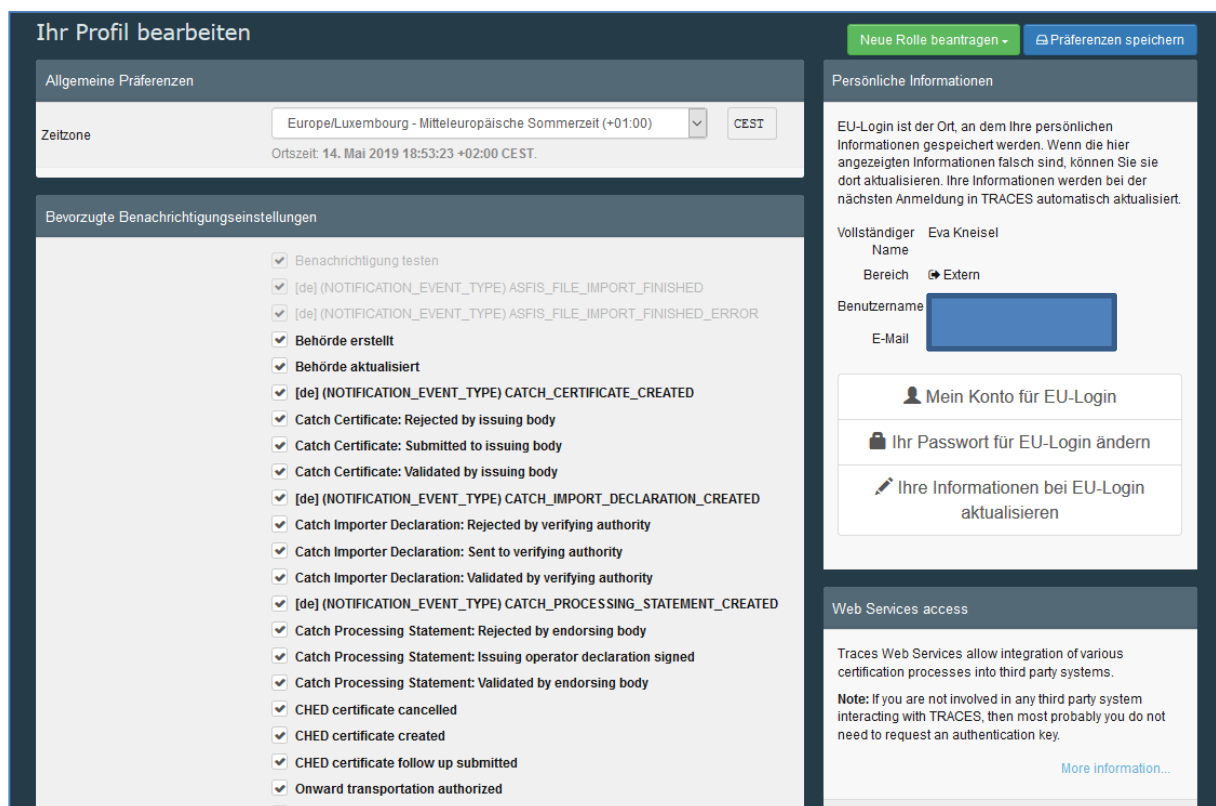 Ihr Profil bearbeiten
Neue Rolle beantragen
Präferenzen speichern
Allgemeine Präferenzen
Zeitzone
Europe/Luxembourg - Mitteleuropäische Sommerzeit (+01:00)
CEST
Ortszeit: 14. Mai 2019 18:53:23 +02:00 CEST.
Bevorzugte Benachrichtigungseinstellungen
Benachrichtigung testen
[de] (NOTIFICATION_EVENT_TYPE) ASFIS_FILE_IMPORT_FINISHED
[de] (NOTIFICATION_EVENT_TYPE) ASFIS_FILE_IMPORT_FINISHED_ERROR
Behörde erstellt
Behörde aktualisiert
[de] (NOTIFICATION_EVENT_TYPE) CATCH_CERTIFICATE_CREATED
Catch Certificate: Rejected by issuing body
Catch Certificate: Submitted to issuing body
Catch Certificate: Validated by issuing body
[de] (NOTIFICATION_EVENT_TYPE) CATCH_IMPORT_DECLARATION_CREATED
Catch Importer Declaration: Rejected by verifying authority
Catch Importer Declaration: Sent to verifying authority
Catch Importer Declaration: Validated by verifying authority
[de] (NOTIFICATION_EVENT_TYPE) CATCH_PROCESSING_STATEMENT_CREATED
Catch Processing Statement: Rejected by endorsing body
Catch Processing Statement: Issuing operator declaration signed
Catch Processing Statement: Validated by endorsing body
CHED certificate cancelled
CHED certificate created
CHED certificate follow up submitted
Onward transportation authorized
Persönliche Informationen
EU-Login ist der Ort, an dem Ihre persönlichen
Informationen gespeichert werden. Wenn die hier
angezeigten Informationen falsch sind, können Sie sie
dort aktualisieren. Ihre Informationen werden bei der
nächsten Anmeldung in TRACES automatisch aktualisiert.
Vollständiger Name Eva Kneisel
Bereich Extern
Benutzername
E-Mail
Mein Konto für EU-Login
Ihr Passwort für EU-Login ändern
Ihre Informationen bei EU-Login
aktualisieren
Web Services access
Traces Web Services allow integration of various
certification processes into third party systems.
Note: If you are not involved in any third party system
interacting with TRACES, then most probably you do not
need to request an authentication key.
More information...